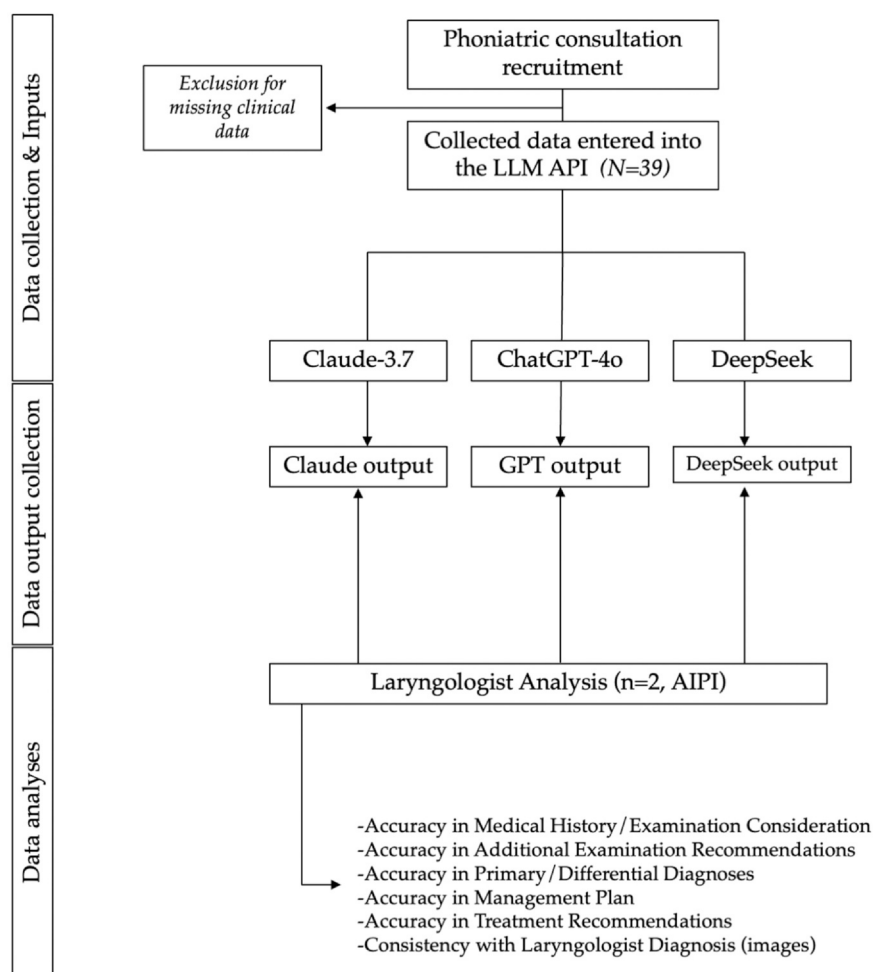 Data collection & Inputs
Phoniatric consultation
recruitment
Exclusion for
missing clinical
data
Collected data entered into
the LLM API (N=39)
Claude-3.7
ChatGPT-4o
DeepSeek
Data output collection
Claude output
GPT output
DeepSeek output
Data analyses
Laryngologist Analysis (n=2, AIPI)
-Accuracy in Medical History/Examination Consideration
-Accuracy in Additional Examination Recommendations
-Accuracy in Primary/Differential Diagnoses
-Accuracy in Management Plan
-Accuracy in Treatment Recommendations
-Consistency with Laryngologist Diagnosis (images)